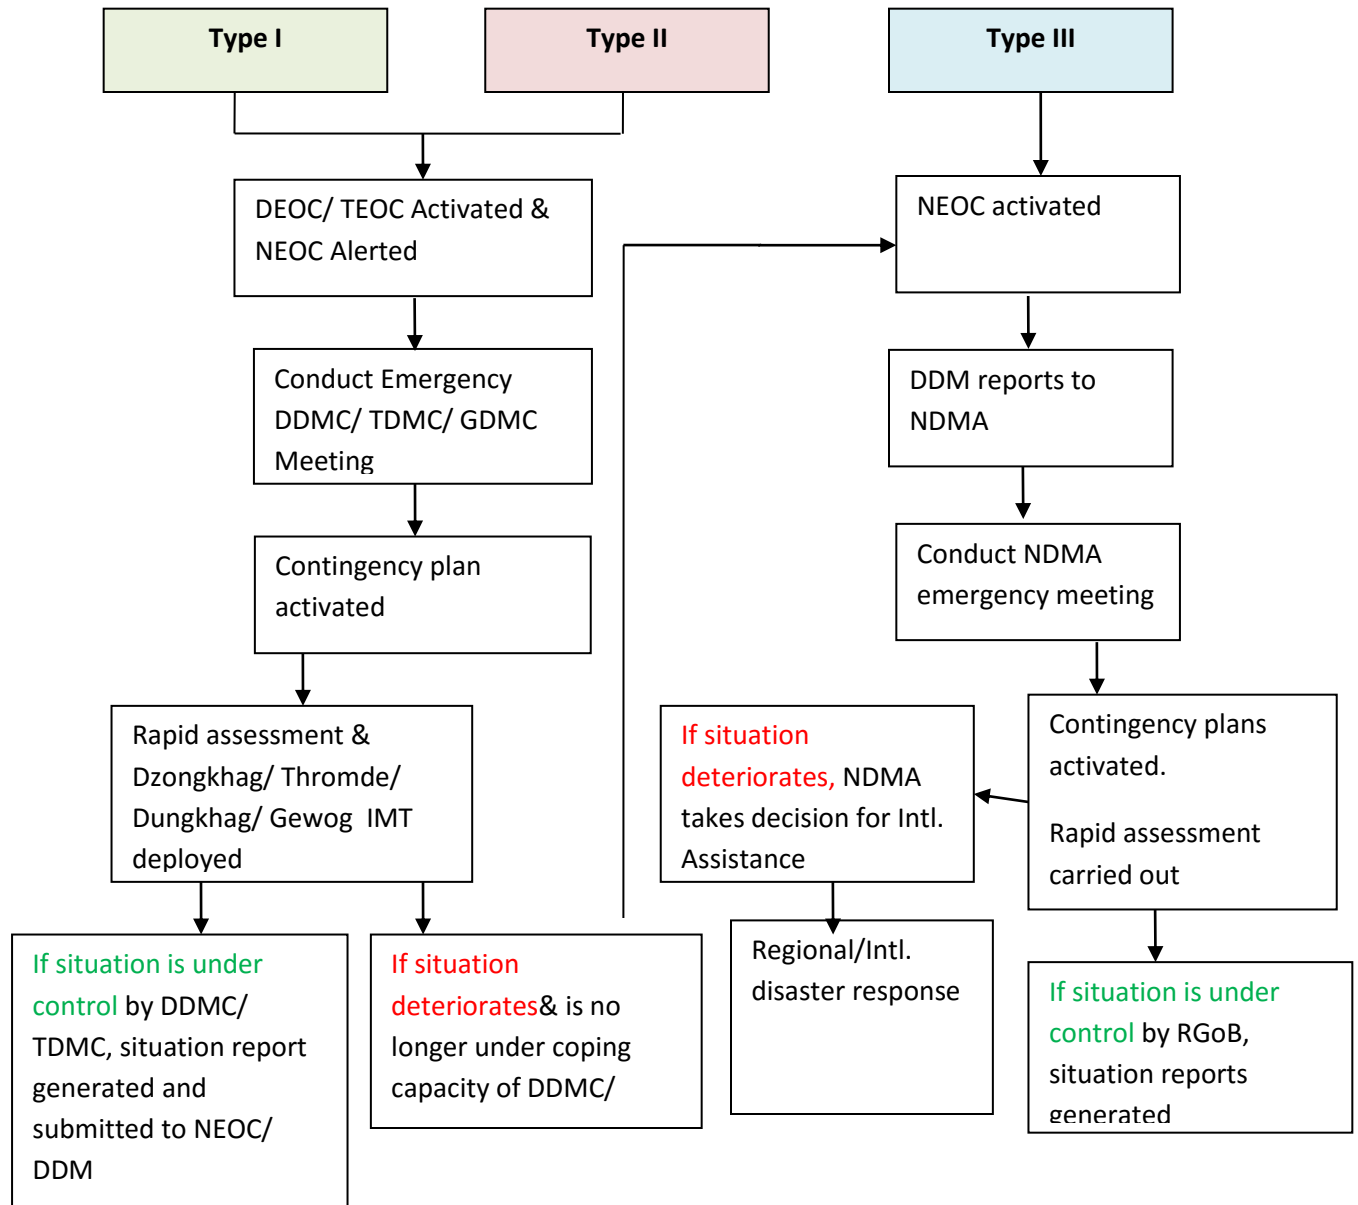 Type I
Type II
Type III
DEOC/ TEOC Activated &
NEOC Alerted
Conduct Emergency
DDMC/ TDMC/ GDMC
Meeting
Contingency plan
activated
Rapid assessment &
Dzongkhag/ Thromde/
Dungkhag/ Gewog IMT
deployed
If situation is under
control by DDMC/
TDMC, situation report
generated and
submitted to NEOC/
DDM
If situation
deteriorates& is no
longer under coping
capacity of DDMC/
NEOC activated
DDM reports to
NDMA
Conduct NDMA
emergency meeting
Contingency plans
activated.
Rapid assessment
carried out
If situation
deteriorates, NDMA
takes decision for Intl.
Assistance
Regional/Intl.
disaster response
If situation is under
control by RGoB,
situation reports
generated